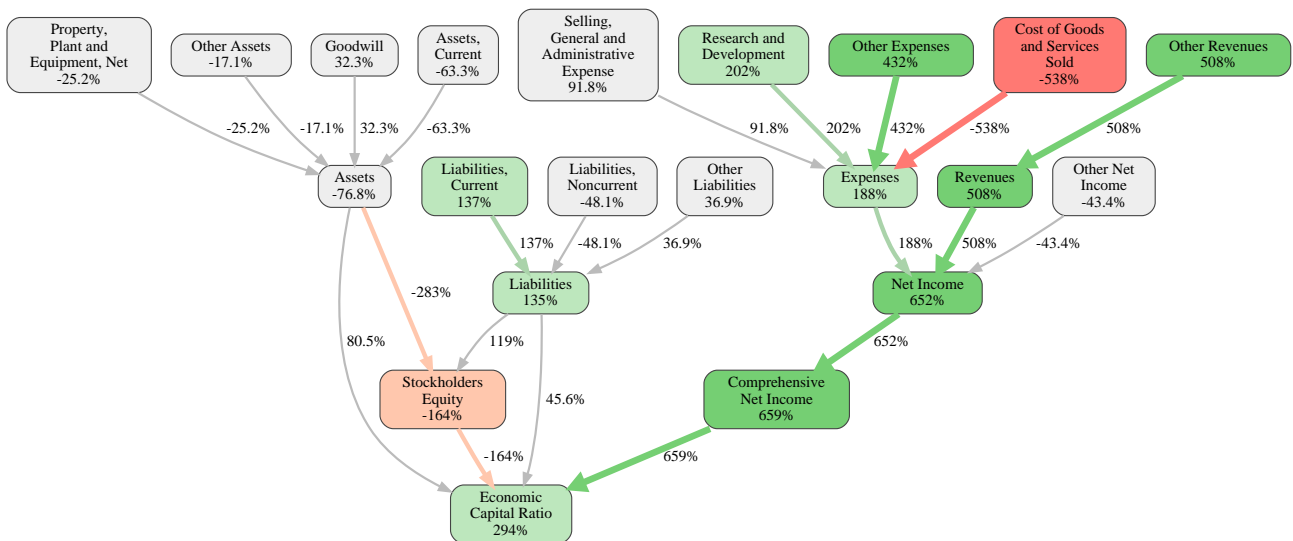 Property,
Plant and
Equipment, Net
-25.2%
Other Assets
-17.1%
Goodwill
32.3%
Assets,
Current
-63.3%
Selling,
General and
Administrative
Expense
91.8%
Research and
Development
202%
Other Expenses
432%
Cost of Goods
and Services
Sold
-538%
Other Revenues
508%
-25.2%
-17.1%
32.3%
-63.3%
91.8%
202%
432%
-538%
508%
Assets
-76.8%
Liabilities,
Current
137%
Liabilities,
Noncurrent
-48.1%
Other
Liabilities
36.9%
Expenses
188%
Revenues
508%
Other Net
Income
-43.4%
137%
-48.1%
36.9%
188%
508%
-43.4%
-283%
Liabilities
135%
Net Income
652%
80.5%
119%
652%
Stockholders
Equity
-164%
45.6%
Comprehensive
Net Income
659%
-164%
659%
Economic
Capital Ratio
294%